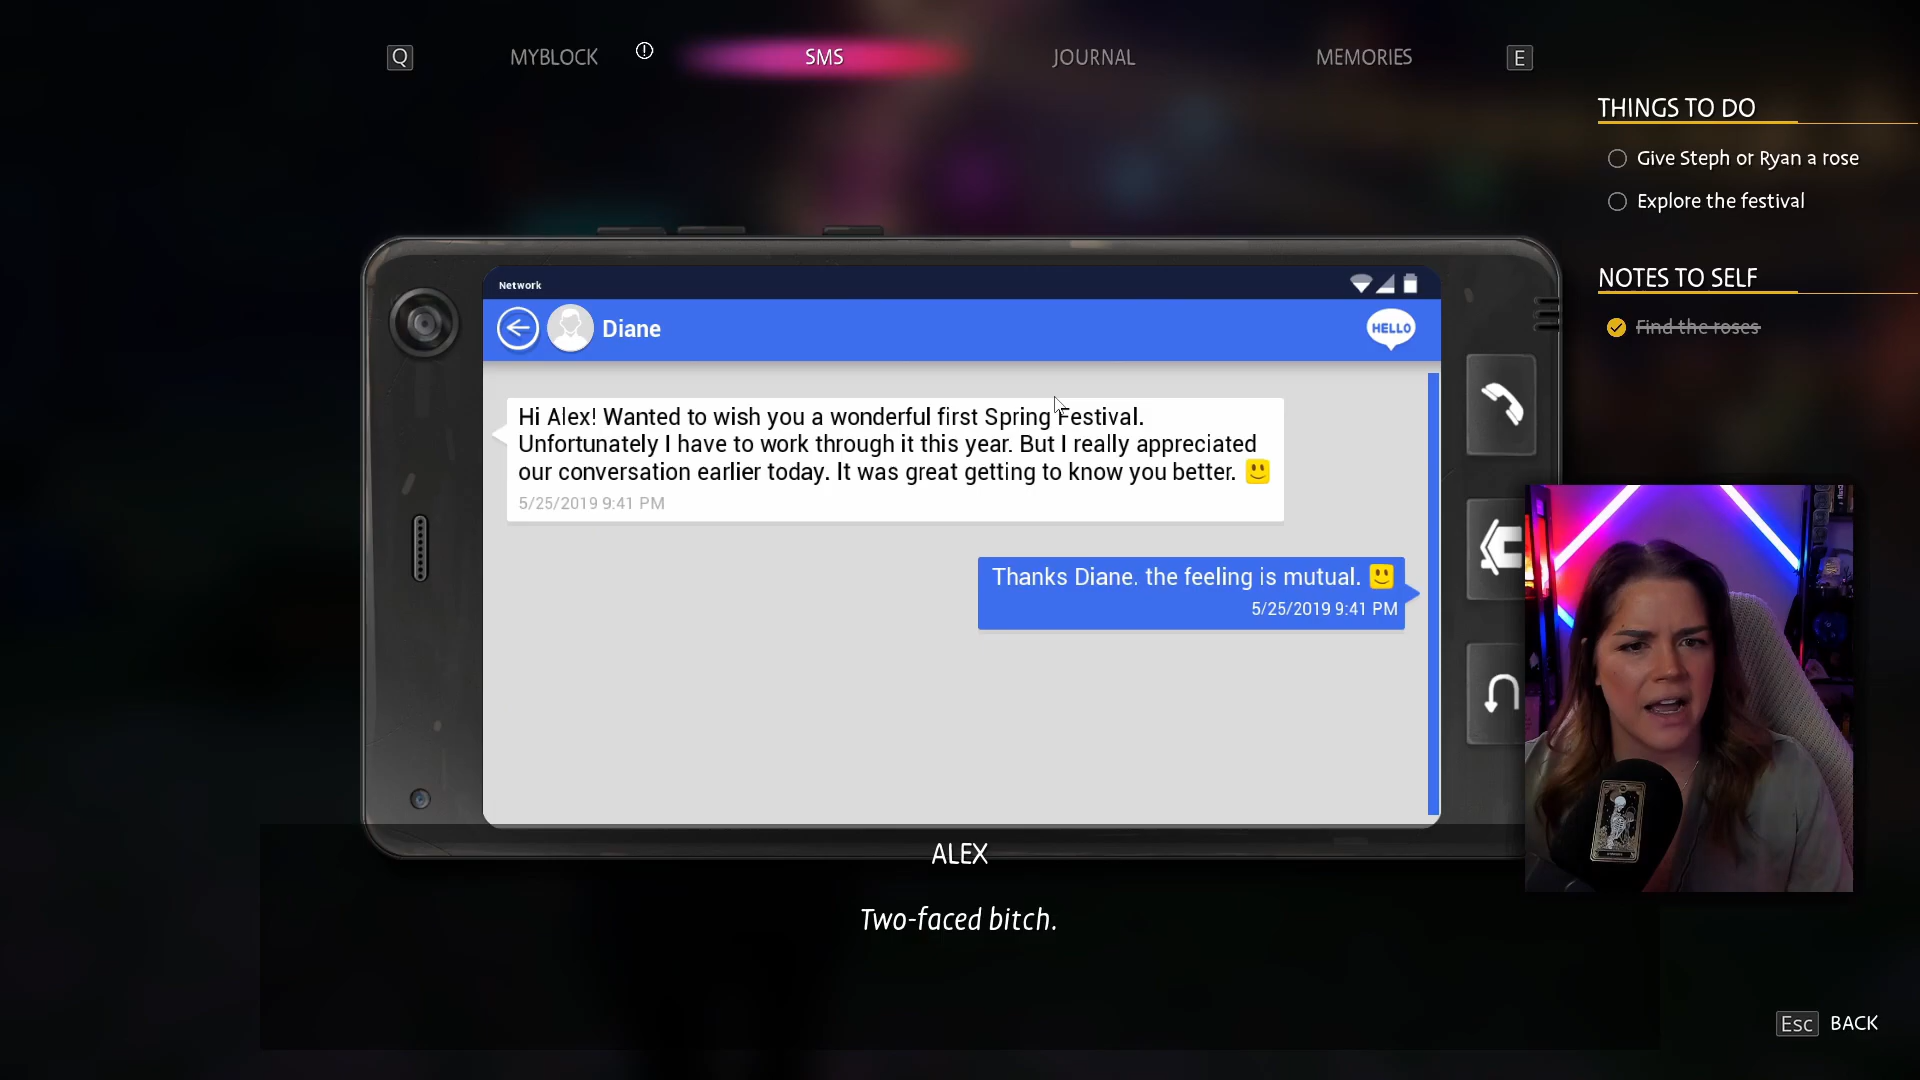 Q
MYBLOCK
SMS
JOURNAL
MEMORIES
E
THINGS TO DO
Give Steph or Ryan a rose
Explore the festival
NOTES TO SELF
Find the roses
Network
Diane
HELLO
Hi Alex! Wanted to wish you a wonderful first Spring Festival.
Unfortunately I have to work through it this year. But I really appreciated
our conversation earlier today. It was great getting to know you better.
5/25/2019 9:41 PM
Thanks Diane. the feeling is mutual.
5/25/2019 9:41 PM
ALEX
Two-faced bitch.
Esc BACK